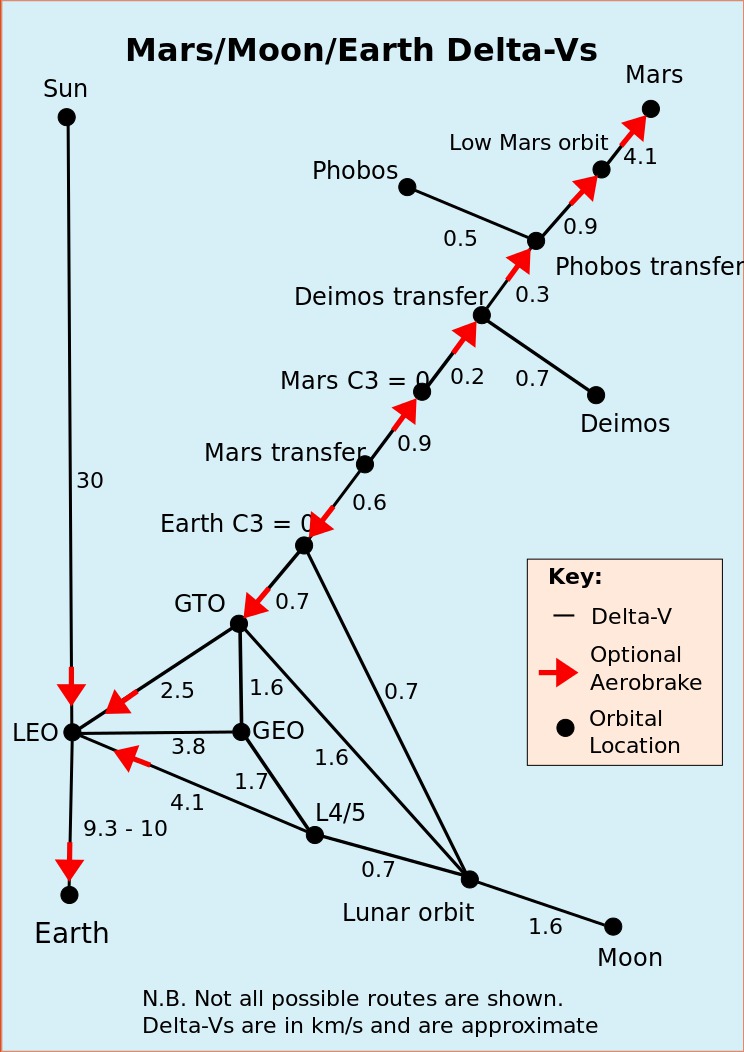 Mars/Moon/Earth Delta-Vs
Sun
Mars
Low Mars orbit
4.1
Phobos
0.9
0.5
Phobos transfer
Deimos transfer
0.3
Mars C3 = 0
0.2
0.7
Deimos
0.9
Mars transfer
30
0.6
Earth C3 = 0
GTO
0.7
Key:
Delta-V
Optional
Aerobrake
Orbital
Location
2.5
1.6
0.7
LEO
GEO
3.8
1.6
1.7
4.1
L4/5
9.3 - 10
0.7
Lunar orbit
1.6
Earth
Moon
N.B. Not all possible routes are shown.
Delta-Vs are in km/s and are approximate